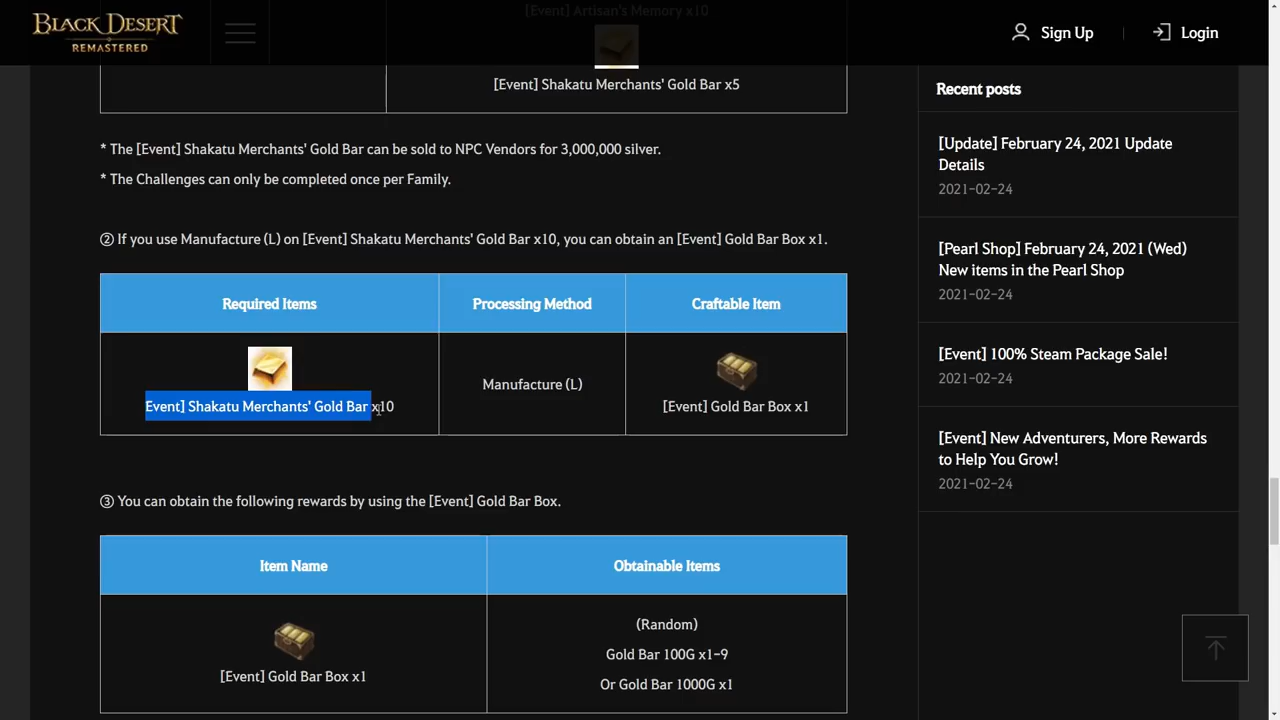 BLACK DESERT
REMASTERED
Sign Up
Login
[Event] Artisan's Memory x10
[Event] Shakatu Merchants' Gold Bar x5
* The [Event] Shakatu Merchants' Gold Bar can be sold to NPC Vendors for 3,000,000 silver.
* The Challenges can only be completed once per Family.
② If you use Manufacture (L) on [Event] Shakatu Merchants' Gold Bar x10, you can obtain an [Event] Gold Bar Box x1.
Required Items
Processing Method
Craftable Item
Event] Shakatu Merchants' Gold Bar x10
Manufacture (L)
[Event] Gold Bar Box x1
③ You can obtain the following rewards by using the [Event] Gold Bar Box.
Item Name
Obtainable Items
[Event] Gold Bar Box x1
(Random)
Gold Bar 100G x1-9
Or Gold Bar 1000G x1
Recent posts
[Update] February 24, 2021 Update
Details
2021-02-24
[Pearl Shop] February 24, 2021 (Wed)
New items in the Pearl Shop
2021-02-24
[Event] 100% Steam Package Sale!
2021-02-24
[Event] New Adventurers, More Rewards
to Help You Grow!
2021-02-24